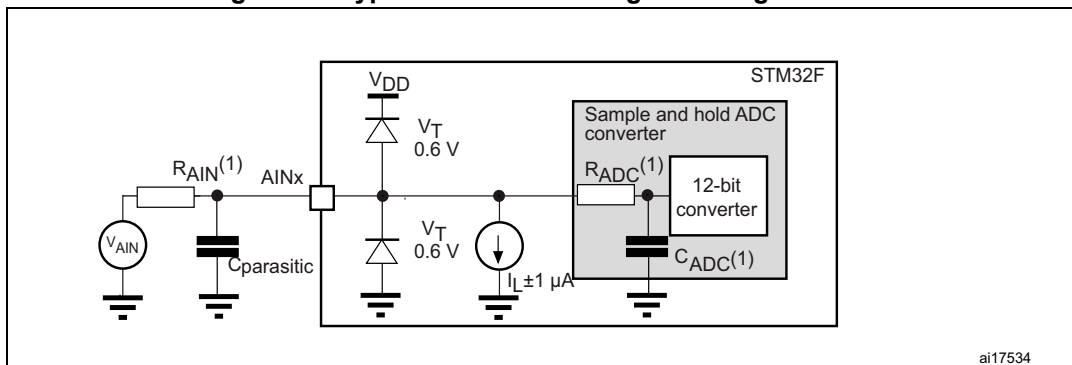 STM32F
VDD
Sample and hold ADC
converter
VT
0.6 V
RAIN(1)
AINx
RADC(1)
12-bit
converter
VAIN
Cparasitic
VT
0.6 V
IL±1 µA
CADC(1)
ai17534